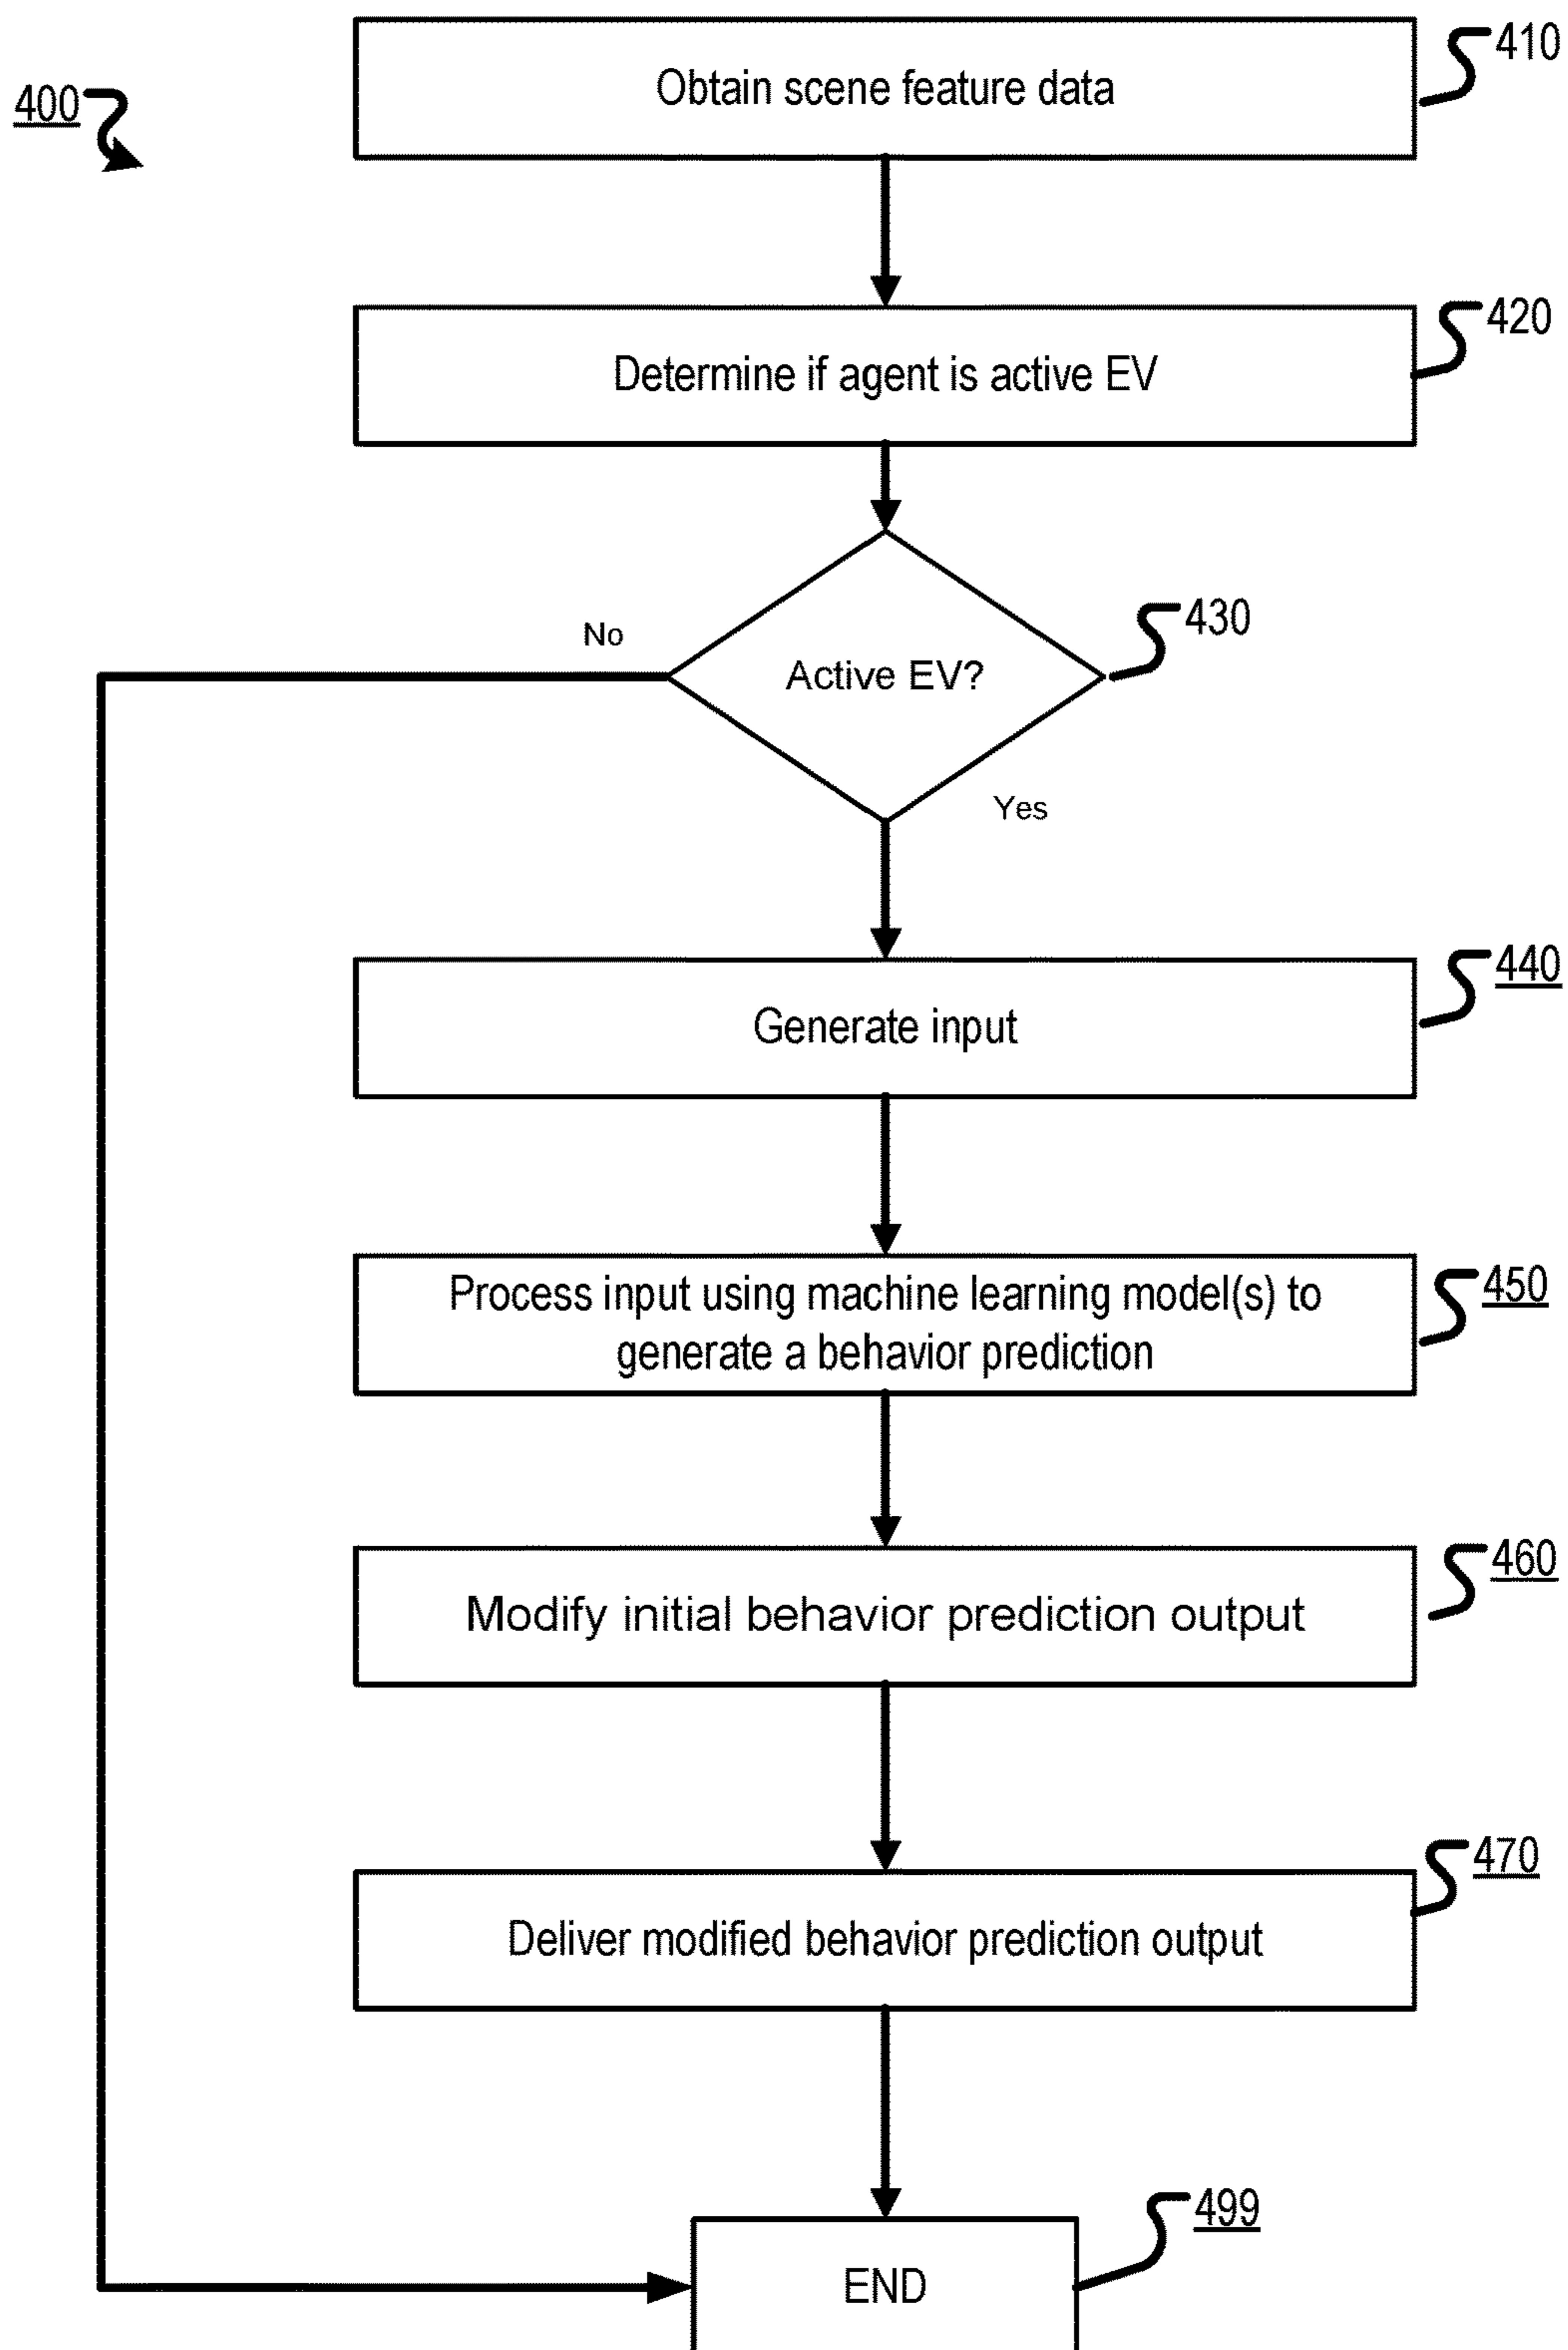 400
410
Obtain scene feature data
420
Determine if agent is active EV
430
No
Active EV?
Yes
440
Generate input
450
Process input using machine learning model(s) to
generate a behavior prediction
460
Modify initial behavior prediction output
470
Deliver modified behavior prediction output
499
END